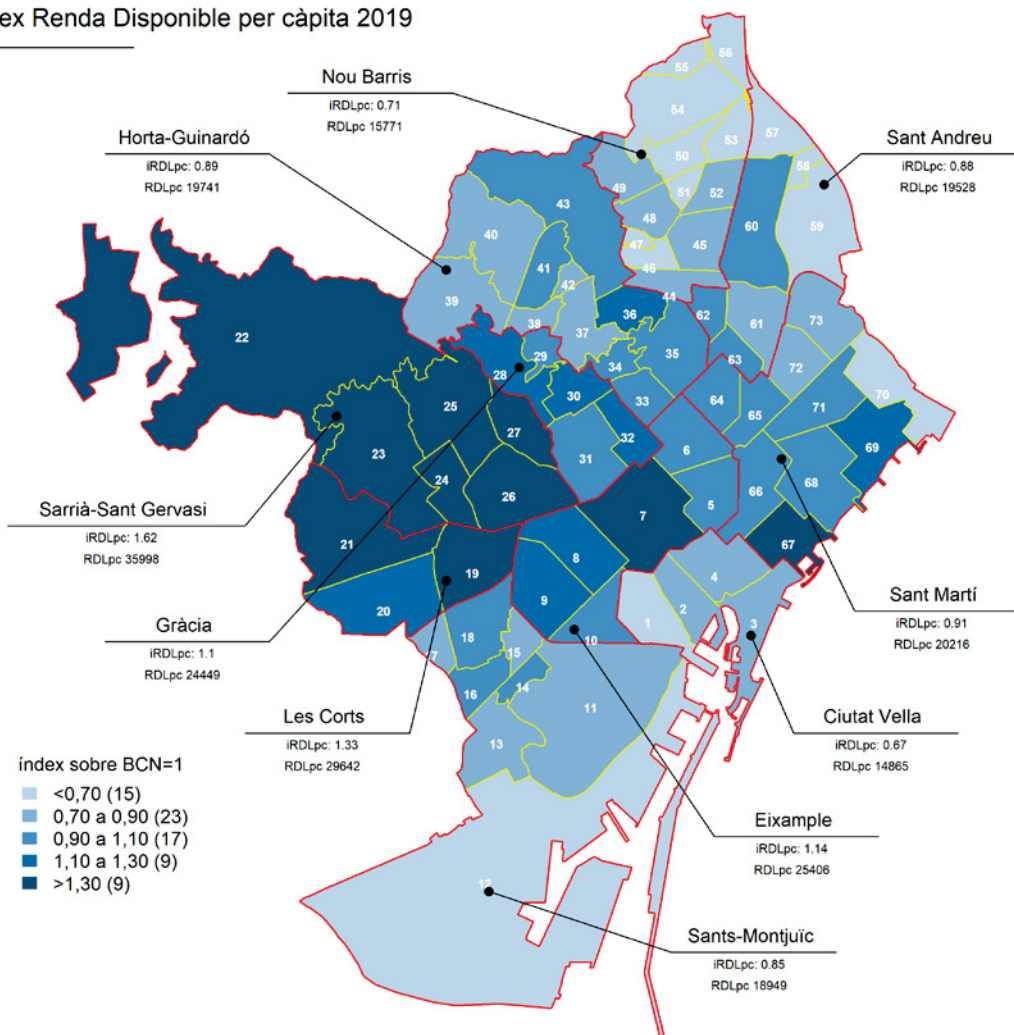 ex Renda Disponible per càpita 2019
Nou Barris
iRDLpc: 0.71
RDLpc 15771
Horta-Guinardó
iRDLpc: 0.89
RDLpc 19741
Sant Andreu
iRDLpc: 0.88
RDLpc 19528
Sarrià-Sant Gervasi
iRDLpc: 1.62
RDLpc 35998
Gràcia
iRDLpc: 1.1
RDLpc 24449
Les Corts
iRDLpc: 1.33
RDLpc 29642
Sant Martí
iRDLpc: 0.91
RDLpc 20216
Ciutat Vella
iRDLpc: 0.67
RDLpc 14865
Eixample
iRDLpc: 1.14
RDLpc 25406
Sants-Montjuïc
iRDLpc: 0.85
RDLpc 18949
índex sobre BCN=1
<0,70 (15)
0,70 a 0,90 (23)
0,90 a 1,10 (17)
1,10 a 1,30 (9)
>1,30 (9)
56
55
54
57
53
50
58
49
51
52
59
43
48
60
40
47
45
46
41
42
44
39
36
62
61
73
38
37
22
29
35
63
72
28
34
30
33
64
65
71
70
25
27
32
31
6
69
23
24
26
7
5
66
68
21
19
8
67
20
9
4
1
2
3
18
10
15
7
16
14
11
13
12